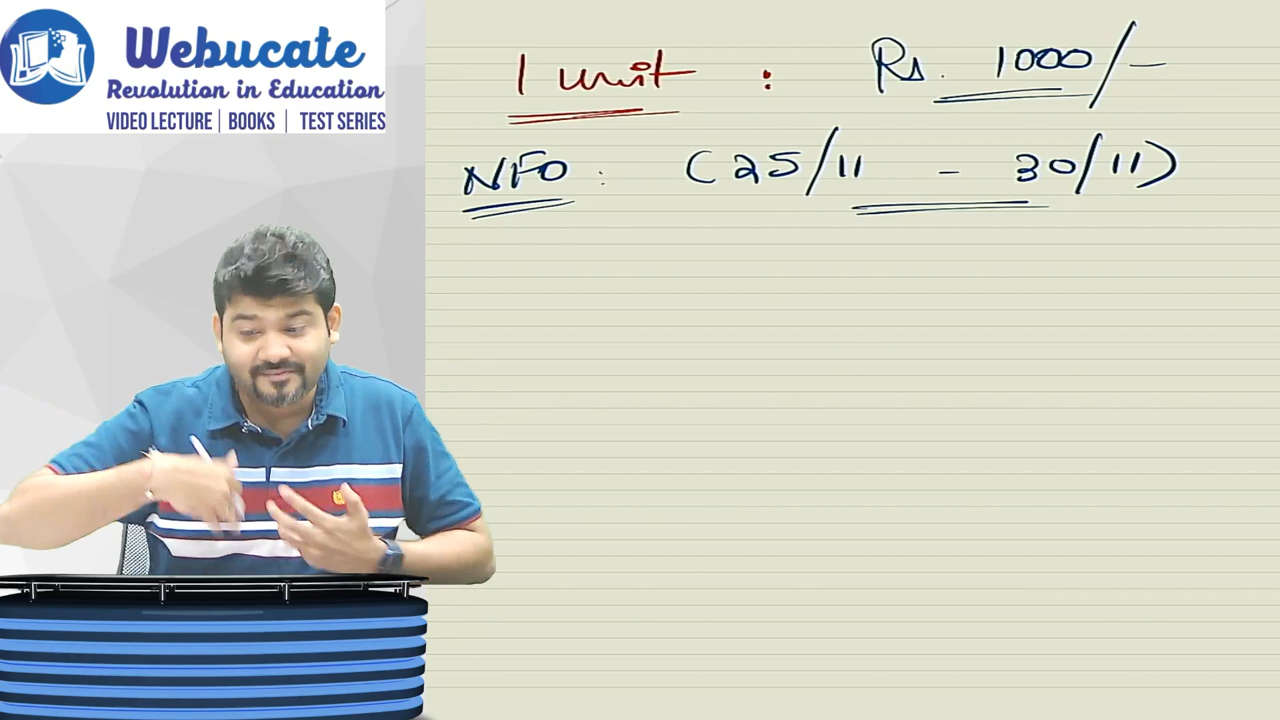 Webucate
Revolution in Education
VIDEO LECTURE | BOOKS | TEST SERIES
1 unit : Rs. 1000/-
NFO : (25/11 - 30/11)